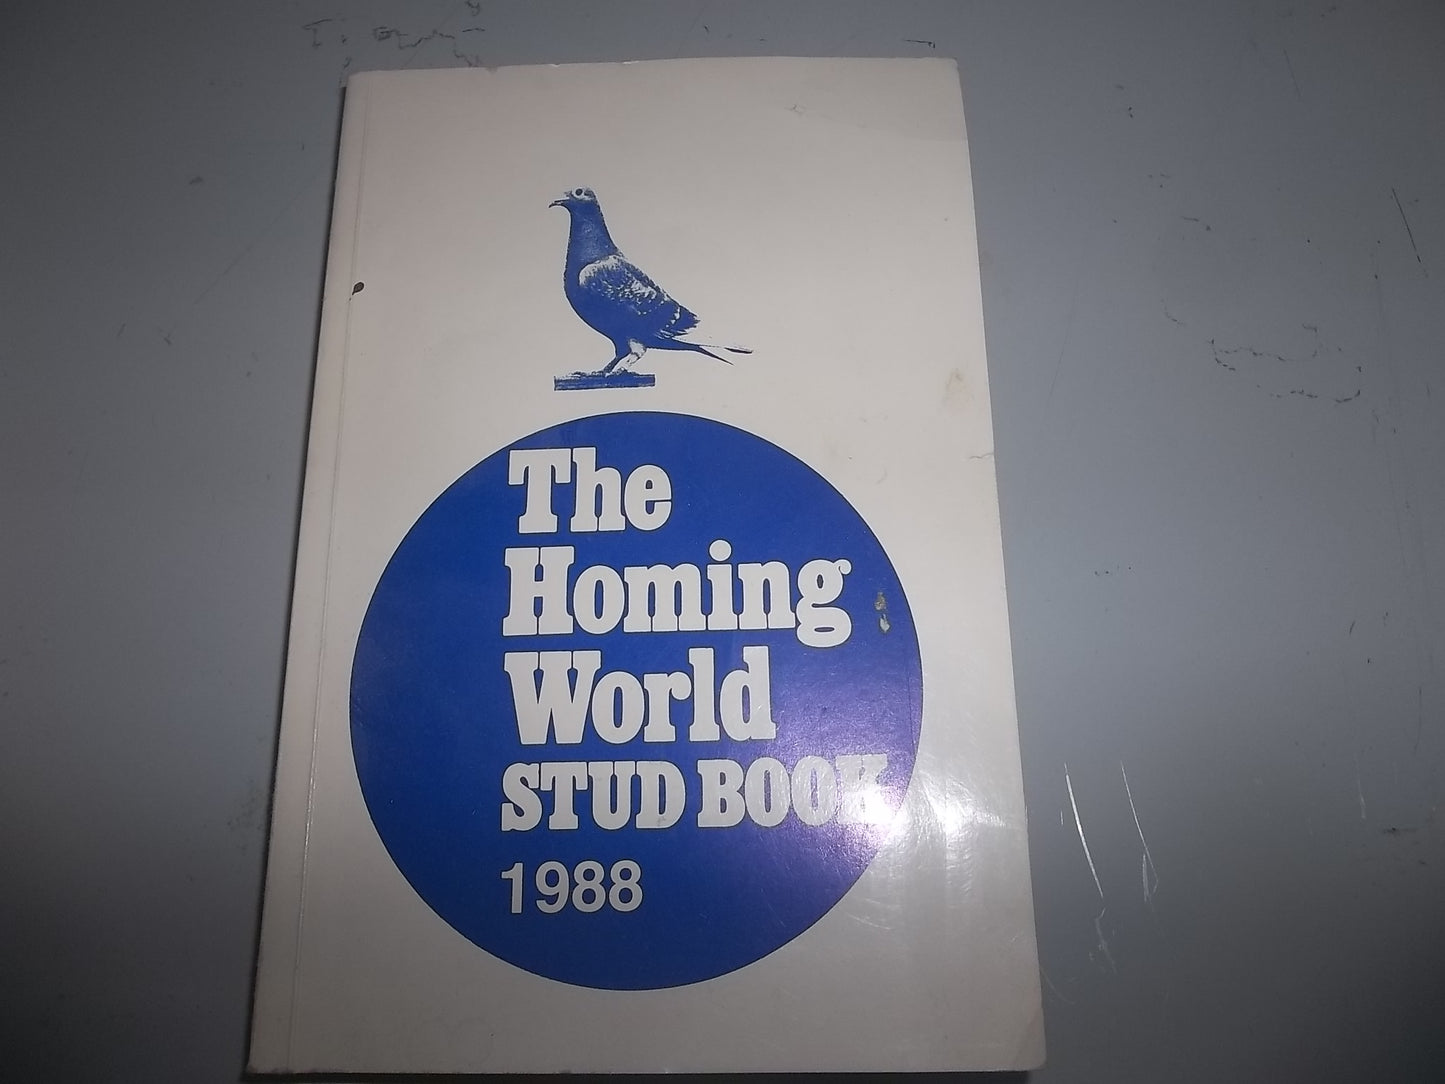 The
Homing
World
STUD BOOK
1988